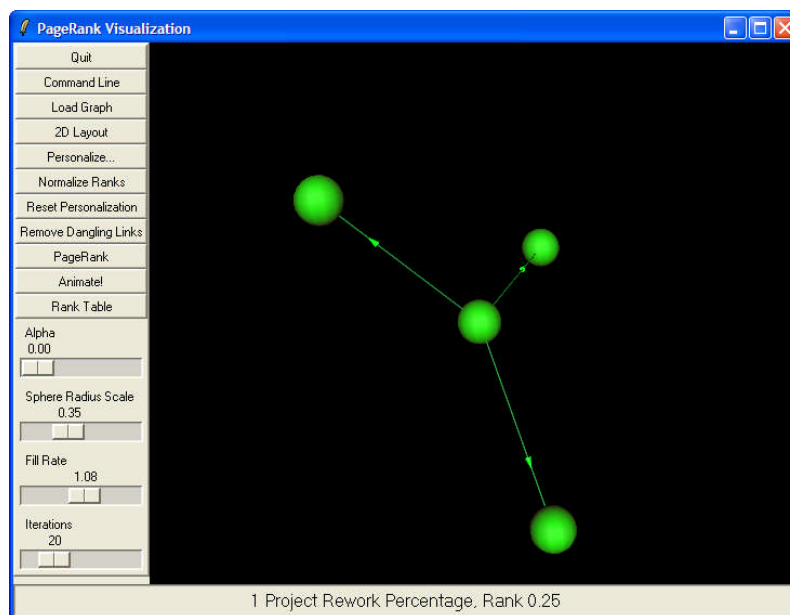 PageRank Visualization
Quit
Command Line
Load Graph
2D Layout
Personalize...
Normalize Ranks
Reset Personalization
Remove Dangling Links
PageRank
Animate!
Rank Table
Alpha
0.00
Sphere Radius Scale
0.35
Fill Rate
1.08
Iterations
20
1 Project Rework Percentage, Rank 0.25